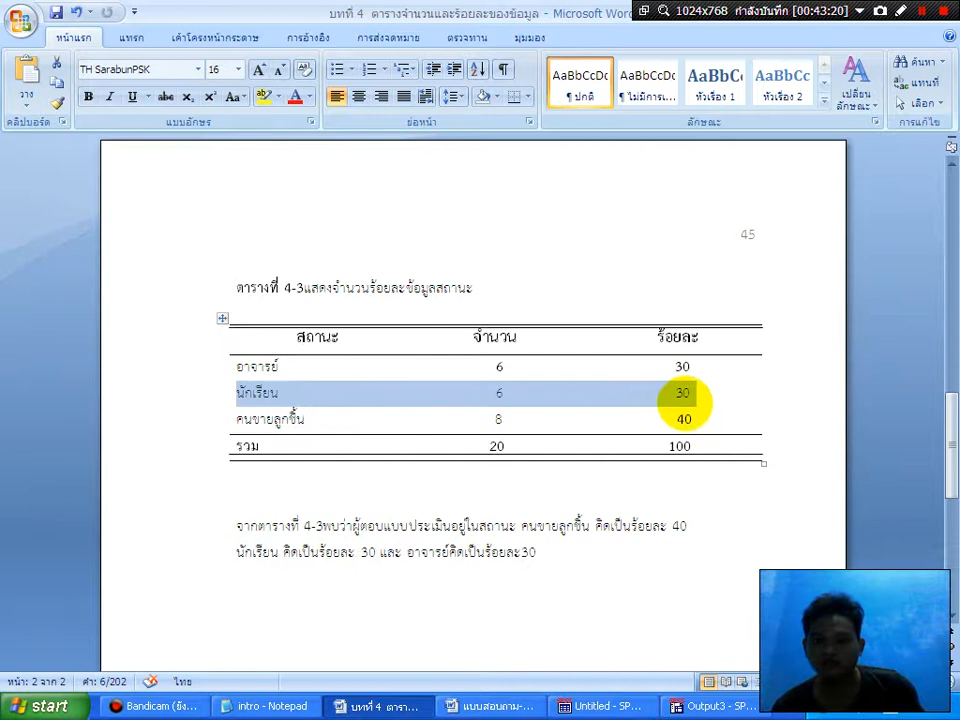 บทที่ 4 ตารางจำนวนและร้อยละของข้อมูล - Microsoft Wor
1024x768 กำลังบันทึก [00:43:20]
หน้าแรก แทรก เค้าโครงหน้ากระดาษ การอ้างอิง การส่งจดหมาย ตรวจทาน มุมมอง
วาง
TH SarabunPSK 16
AaBbCcDc AaBbCcDc AaBbC AaBbCc
¶ ปกติ ¶ ไม่มีการเ... หัวเรื่อง 1 หัวเรื่อง 2
เปลี่ยน ลักษณะ
ค้นหา
แทนที่
เลือก
คลิปบอร์ด แบบอักษร ย่อหน้า ลักษณะ การแก้ไข
45
ตารางที่ 4-3แสดงจำนวนร้อยละข้อมูลสถานะ
สถานะ จำนวน ร้อยละ
อาจารย์ 6 30
นักเรียน 6 30
คนขายลูกชิ้น 8 40
รวม 20 100
จากตารางที่ 4-3พบว่าผู้ตอบแบบประเมินอยู่ในสถานะ คนขายลูกชิ้น คิดเป็นร้อยละ 40
นักเรียน คิดเป็นร้อยละ 30 และ อาจารย์คิดเป็นร้อยละ30
หน้า: 2 จาก 2 คำ: 6/202 ไทย
start Bandicam (ยัง... intro - Notepad บทที่ 4 ตารา... แบบสอบถาม-... Untitled - SP... Output3 - SP...